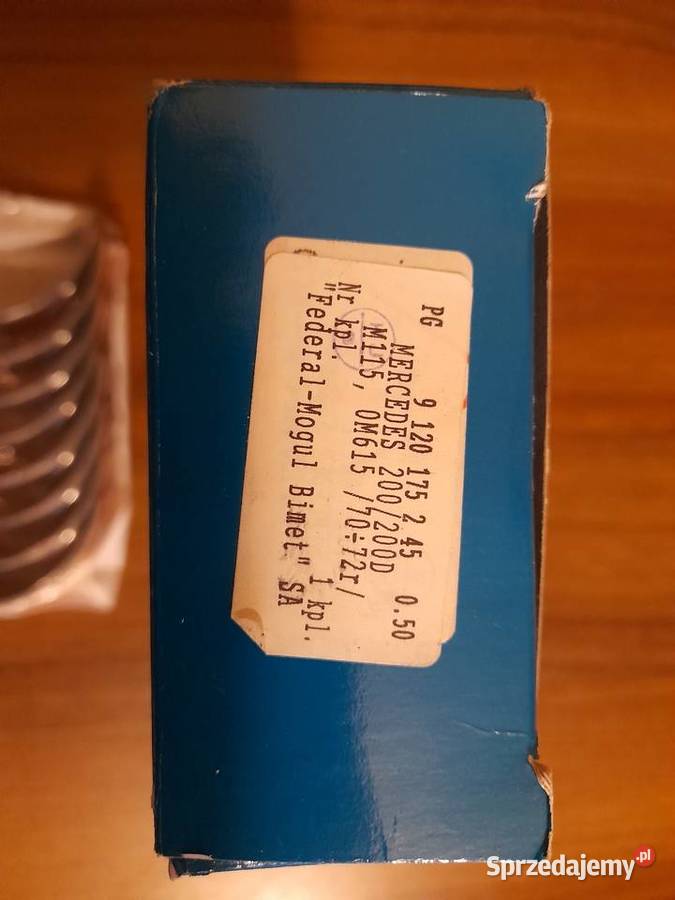 PG 9 120 175 2 45 0.50
MERCEDES 200/200D
M115, OM615 /70÷72r/
Nr kpl. 1 kpl.
"Federal-Mogul Bimet" SA
Sprzedajemy.pl